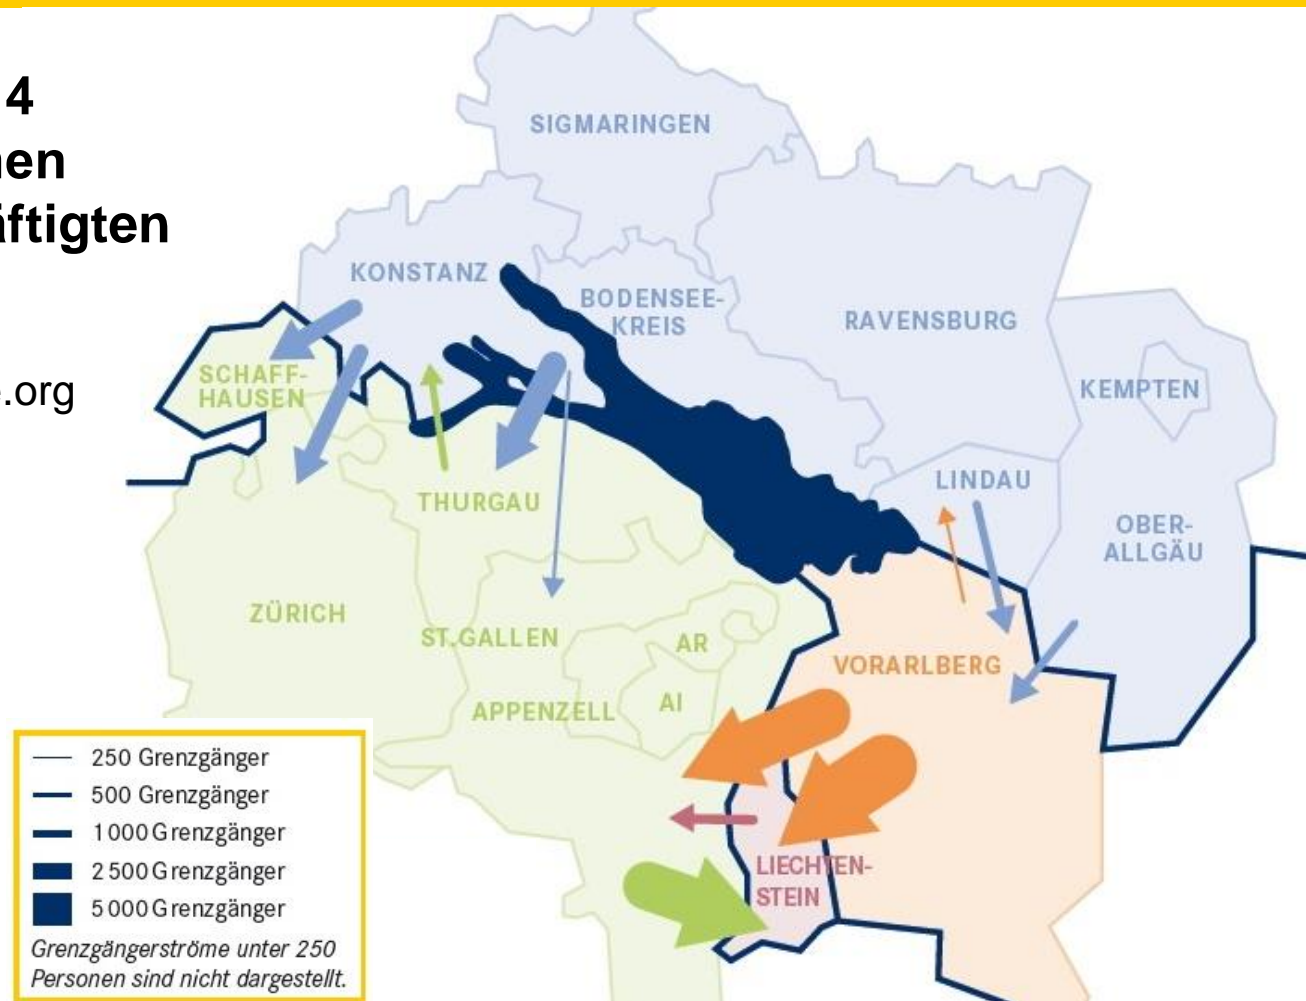 4
en
äftigten
.org
SIGMARINGEN
KONSTANZ
BODENSEE-
KREIS
RAVENSBURG
SCHAFF-
HAUSEN
KEMPTEN
THURGAU
LINDAU
OBER-
ALLGÄU
ZÜRICH
ST.GALLEN
AR
VORARLBERG
APPENZELL
AI
LIECHTEN-
STEIN
250 Grenzgänger
500 Grenzgänger
1000 Grenzgänger
2500 Grenzgänger
5000 Grenzgänger
Grenzgängerströme unter 250
Personen sind nicht dargestellt.